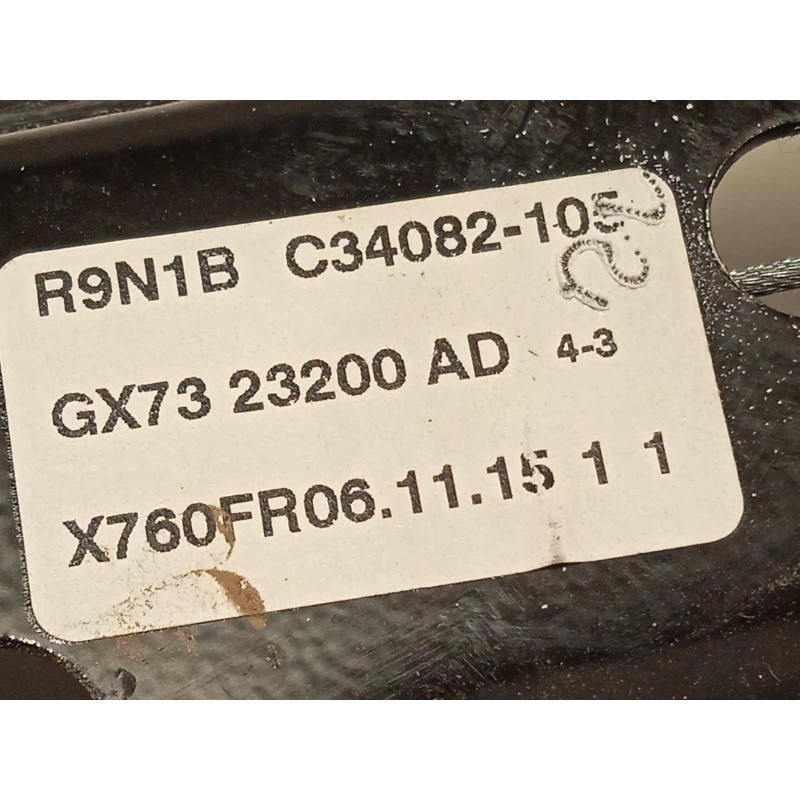 R9N1B C34082-105
GX73 23200 AD 4-3
X760FR06.11.15 1 1